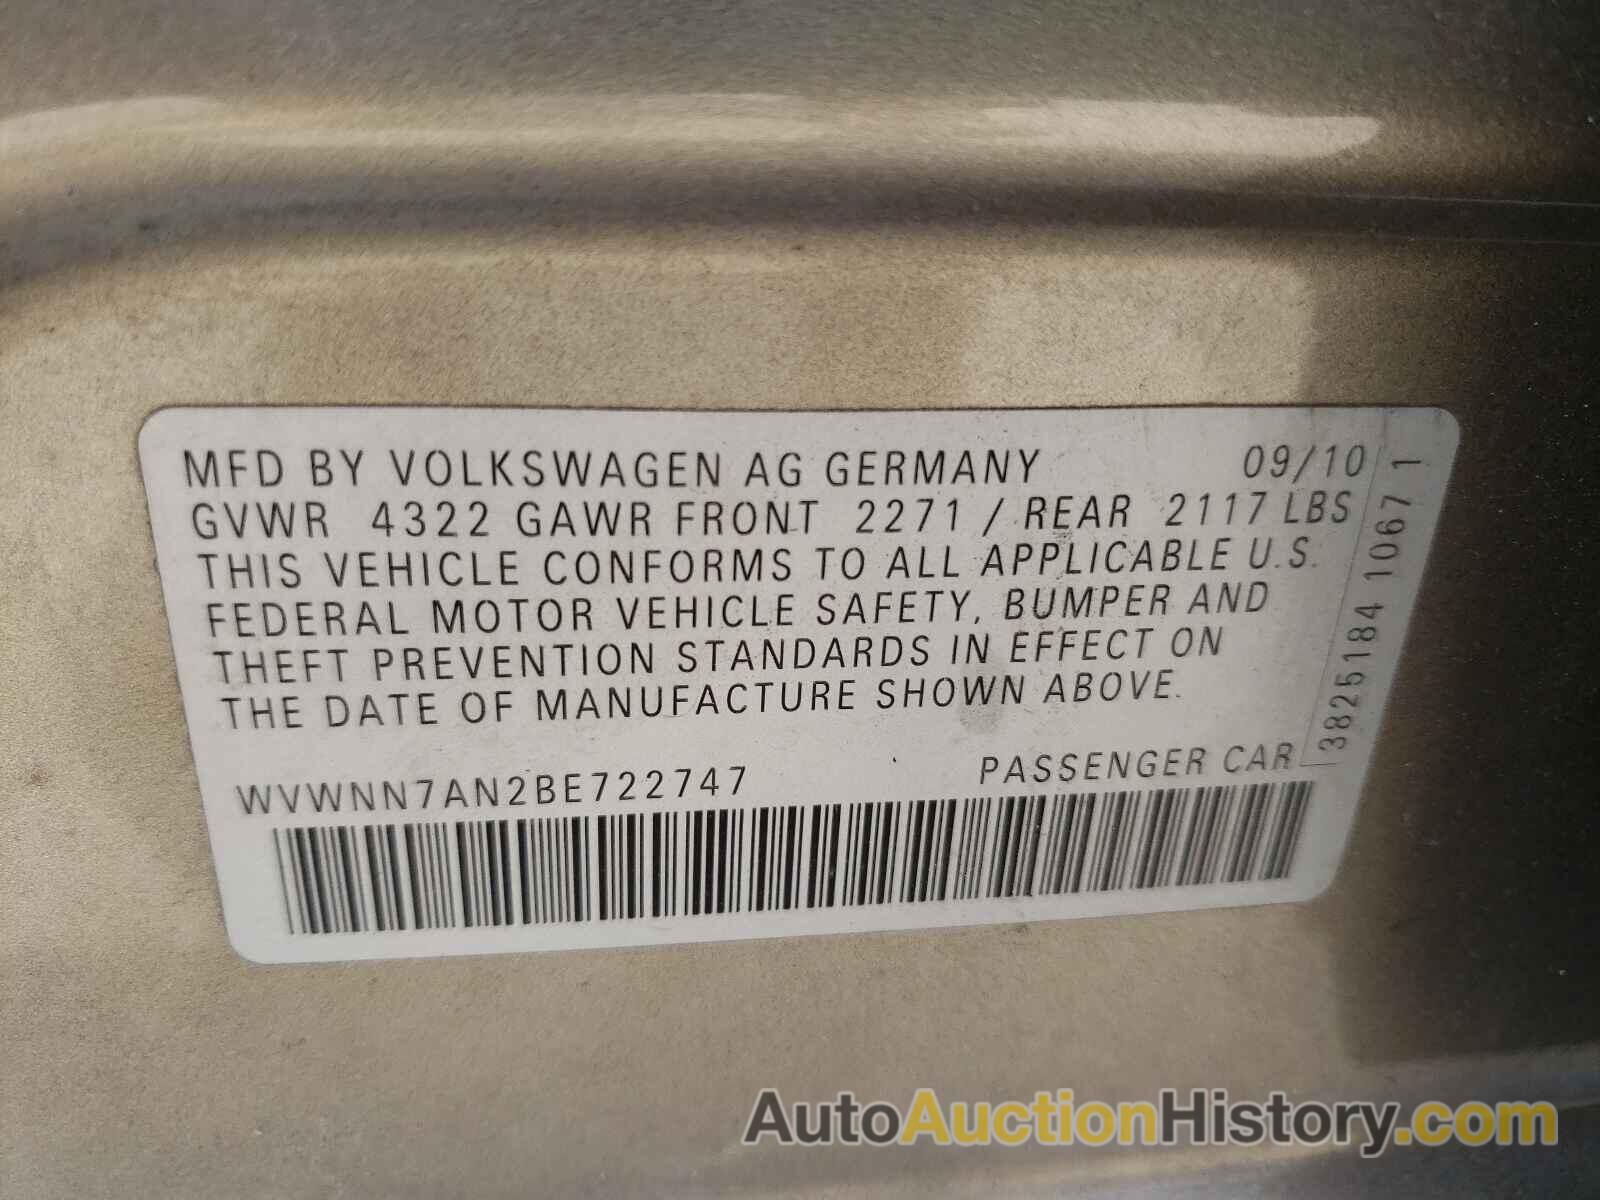 MFD BY VOLKSWAGEN AG GERMANY 09/10
GVWR 4322 GAWR FRONT 2271 / REAR 2117 LBS
THIS VEHICLE CONFORMS TO ALL APPLICABLE U.S.
FEDERAL MOTOR VEHICLE SAFETY, BUMPER AND
THEFT PREVENTION STANDARDS IN EFFECT ON
THE DATE OF MANUFACTURE SHOWN ABOVE.
WVWNN7AN2BE722747 PASSENGER CAR
3825184 1067 1
AutoAuctionHistory.com